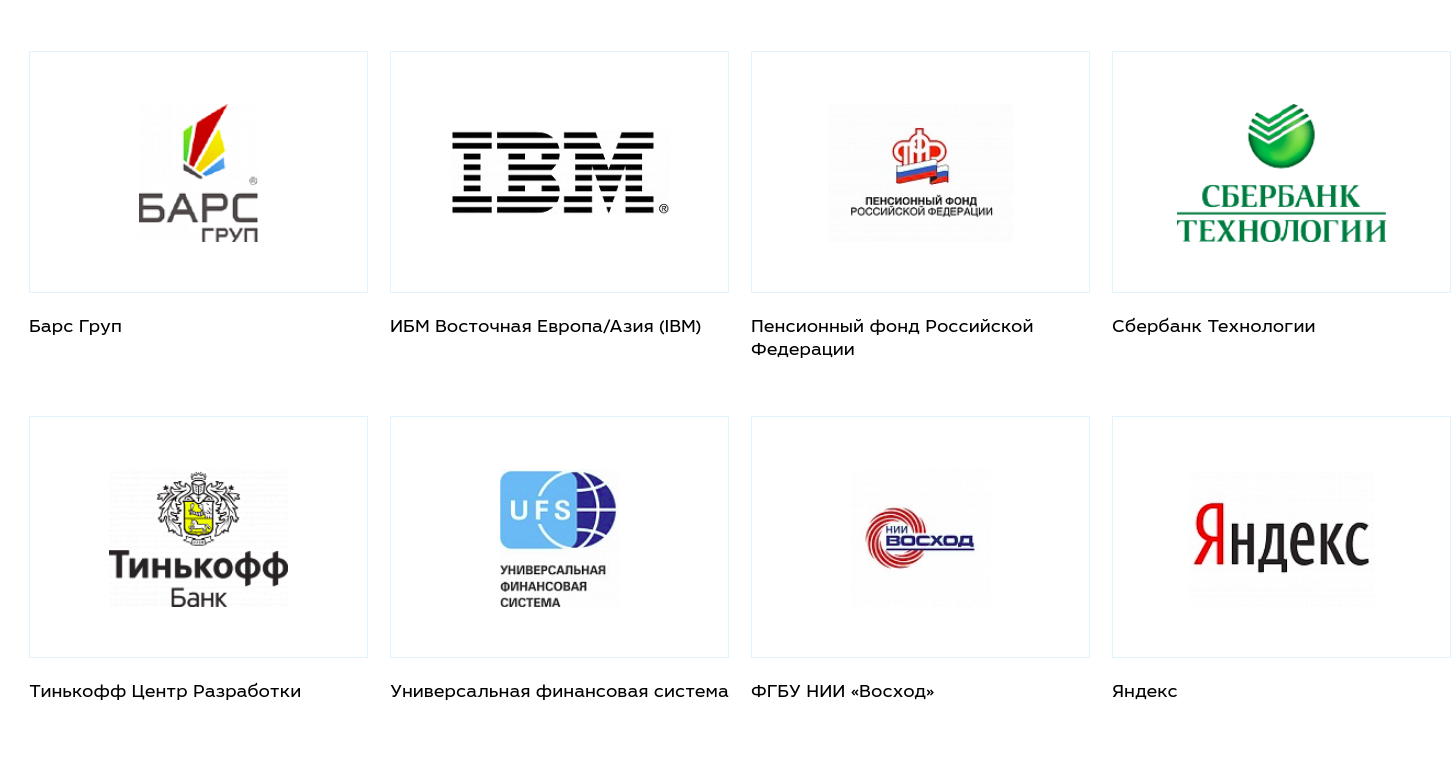 БАРС
®
ГРУП
IBM®
ПЕНСИОННЫЙ ФОНД
РОССИЙСКОЙ ФЕДЕРАЦИИ
СБЕРБАНК
ТЕХНОЛОГИИ
Барс Груп
ИБМ Восточная Европа/Азия (IBM)
Пенсионный фонд Российской
Федерации
Сбербанк Технологии
Тинькофф
Банк
UFS
УНИВЕРСАЛЬНАЯ
ФИНАНСОВАЯ
СИСТЕМА
НИИ
ВОСХОД
Яндекс
Тинькофф Центр Разработки
Универсальная финансовая система
ФГБУ НИИ «Восход»
Яндекс